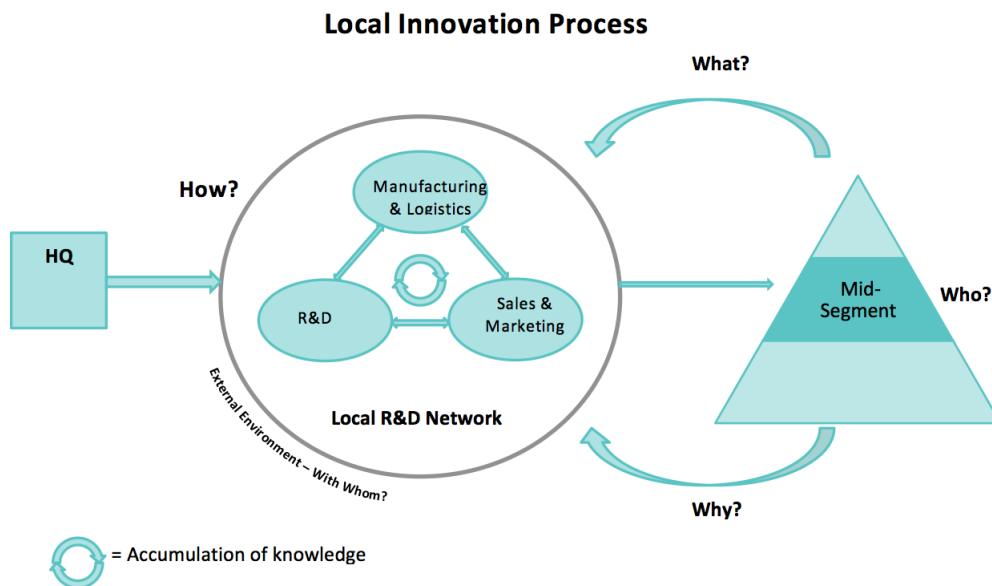 Local Innovation Process
What?
How?
Manufacturing
& Logistics
HQ
R&D
Sales &
Marketing
Mid-
Segment
Who?
Local R&D Network
External Environment – With Whom?
Why?
= Accumulation of knowledge